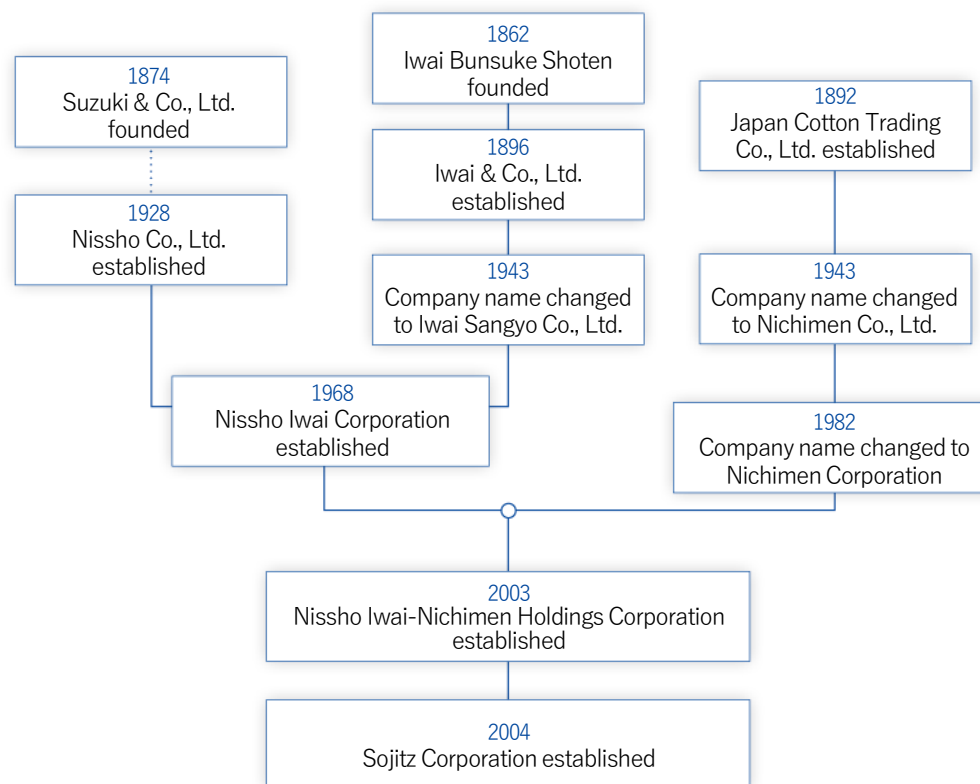 1874
Suzuki & Co., Ltd.
founded
1928
Nissho Co., Ltd.
established
1862
Iwai Bunsuke Shoten
founded
1896
Iwai & Co., Ltd.
established
1943
Company name changed
to Iwai Sangyo Co., Ltd.
1892
Japan Cotton Trading
Co., Ltd. established
1943
Company name changed
to Nichimen Co., Ltd.
1982
Company name changed to
Nichimen Corporation
1968
Nissho Iwai Corporation
established
2003
Nissho Iwai-Nichimen Holdings Corporation
established
2004
Sojitz Corporation established